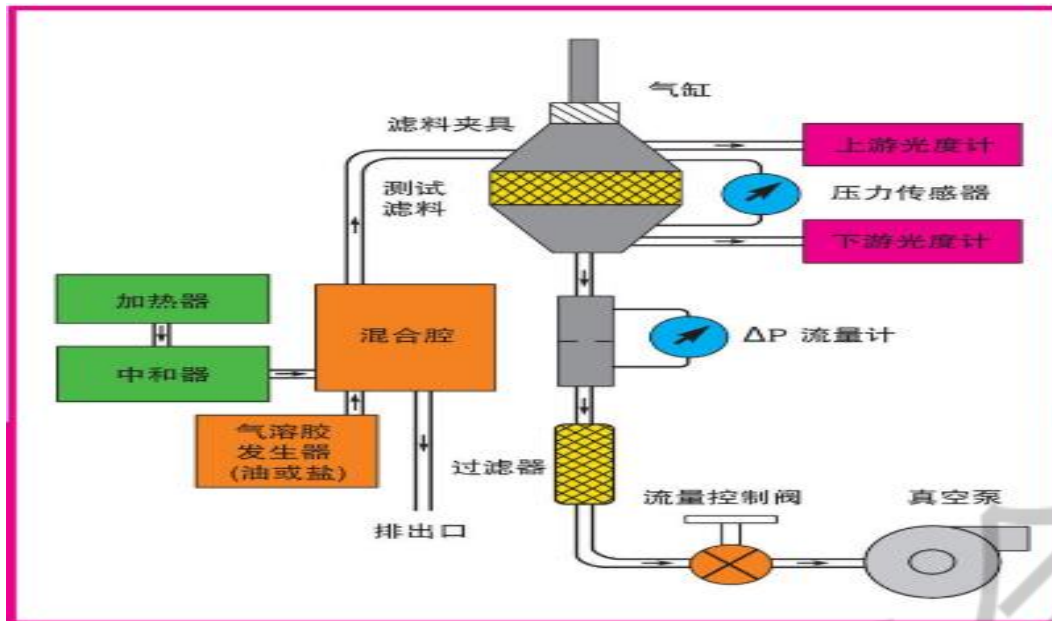 气缸
滤料夹具
上游光度计
测试
滤料
压力传感器
下游光度计
加热器
混合腔
ΔP 流量计
中和器
气溶胶
发生器
(油或盐)
过滤器
流量控制阀
真空泵
排出口